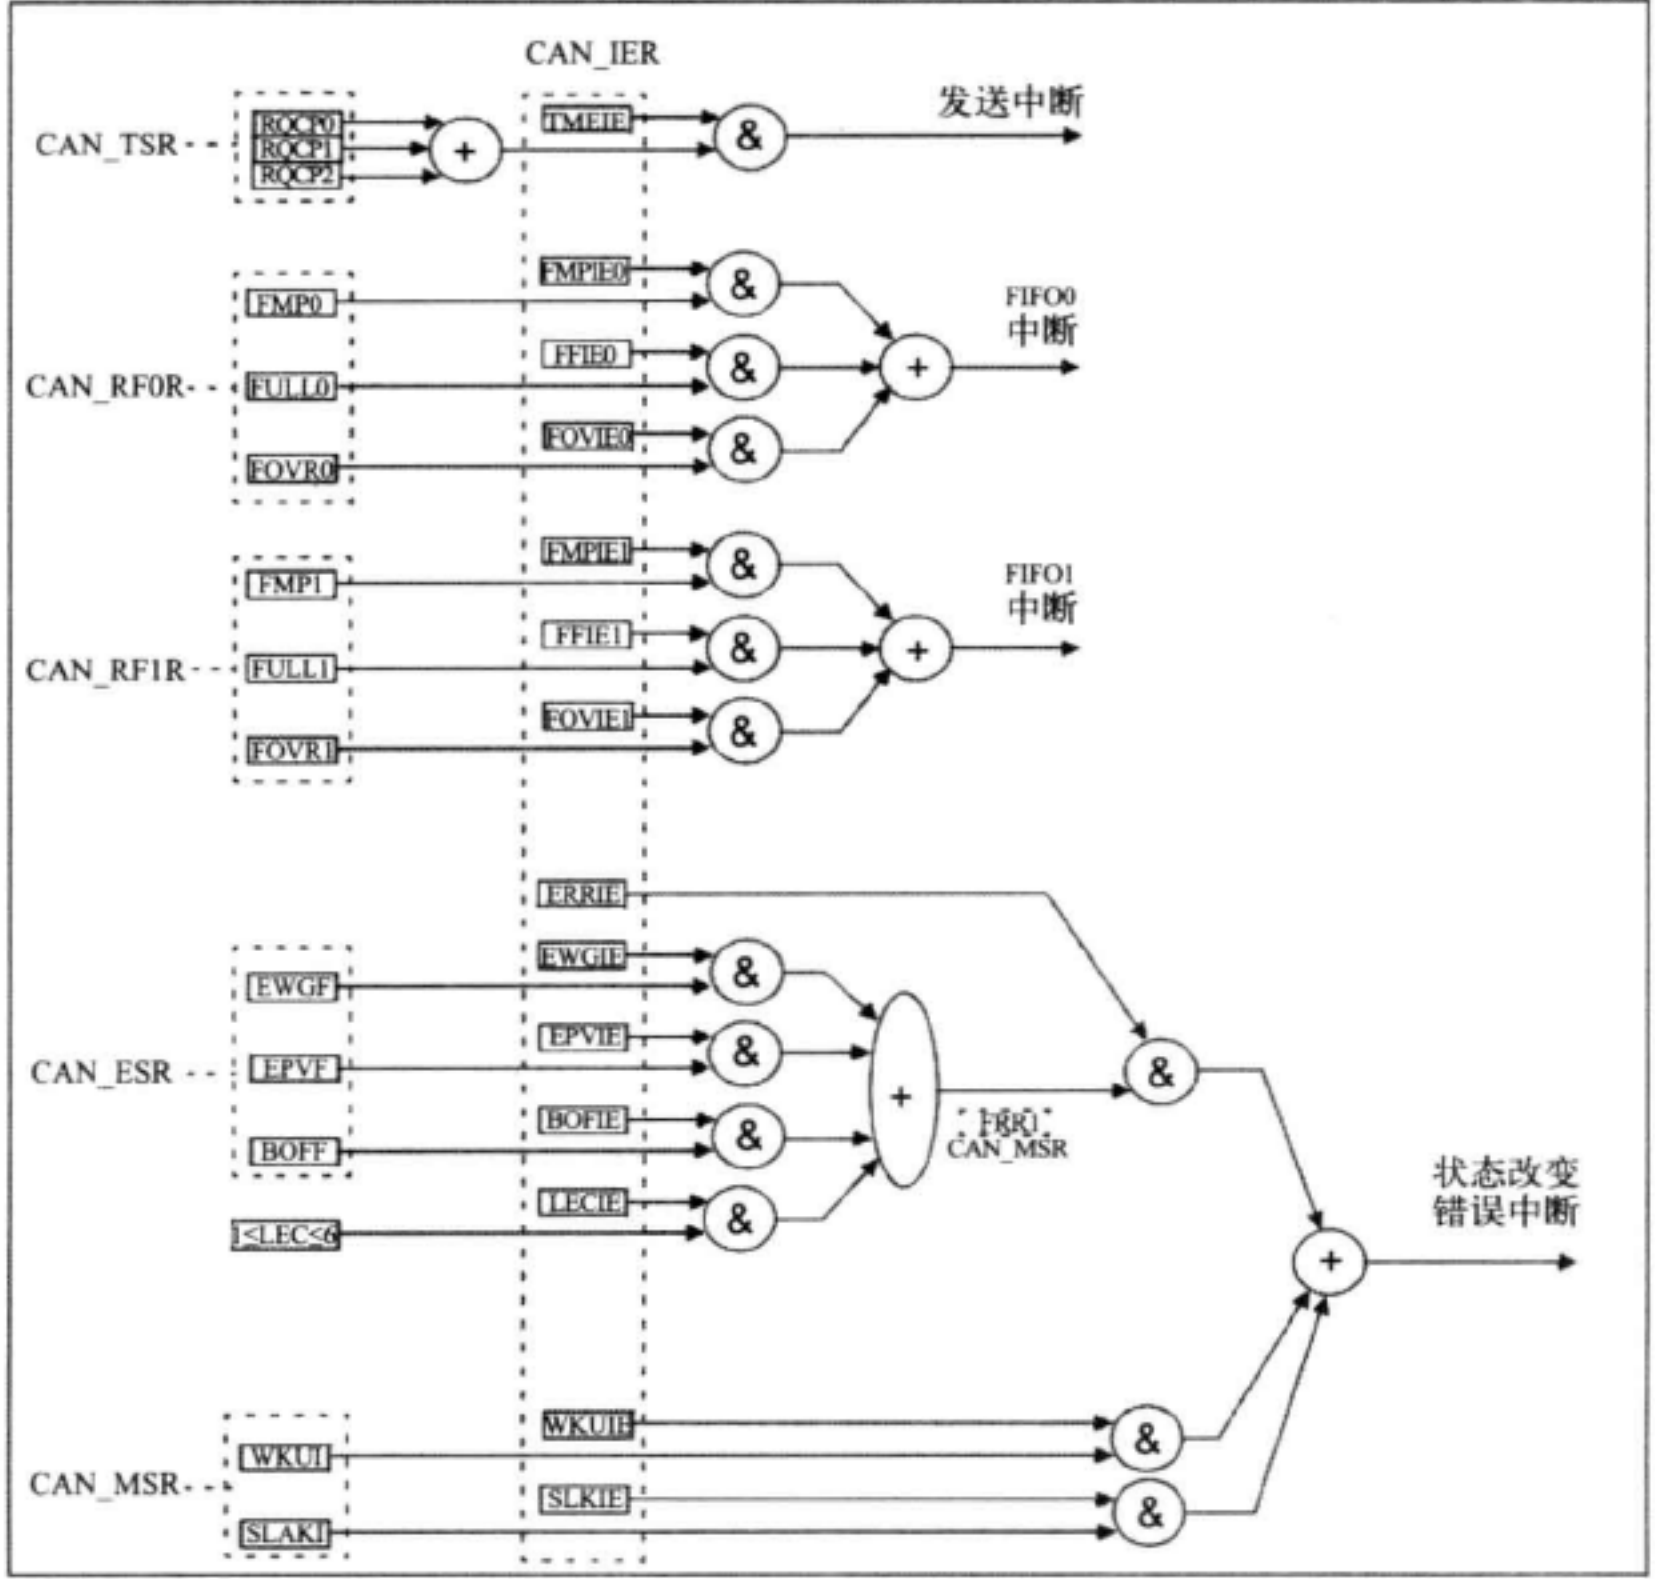 CAN_IER
发送中断
CAN_TSR
RQCP0
RQCP1
RQCP2
TMEIE
+
&
FMPIE0
&
FMP0
FIFO0
中断
FFIE0
&
+
CAN_RF0R
FULL0
FOVIE0
&
FOVR0
FMPIE1
&
FMP1
FIFO1
中断
FFIE1
&
+
CAN_RF1R
FULL1
FOVIE1
&
FOVR1
ERRIE
EWGIE
&
EWGF
EPVIE
&
CAN_ESR
EPVF
+
&
BOFIE
&
BOFF
CAN_MSR
LECIE
&
1≤LEC≤6
状态改变
错误中断
+
WKUIE
&
WKUI
CAN_MSR
SLKIE
&
SLAKI